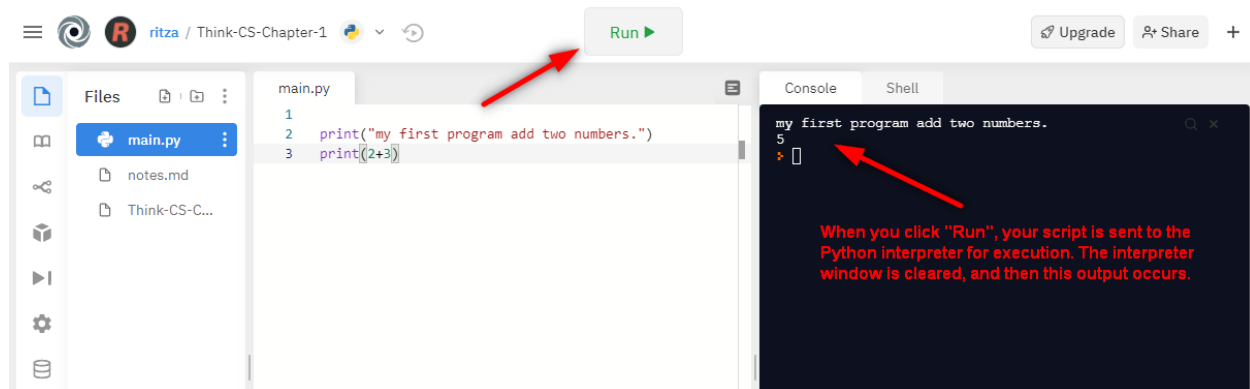 R ritza / Think-CS-Chapter-1
Run
Upgrade
Share
Files
main.py
notes.md
Think-CS-C...
main.py
1
2 print("my first program add two numbers.")
3 print(2+3)
Console Shell
my first program add two numbers.
5
When you click "Run", your script is sent to the
Python interpreter for execution. The interpreter
window is cleared, and then this output occurs.